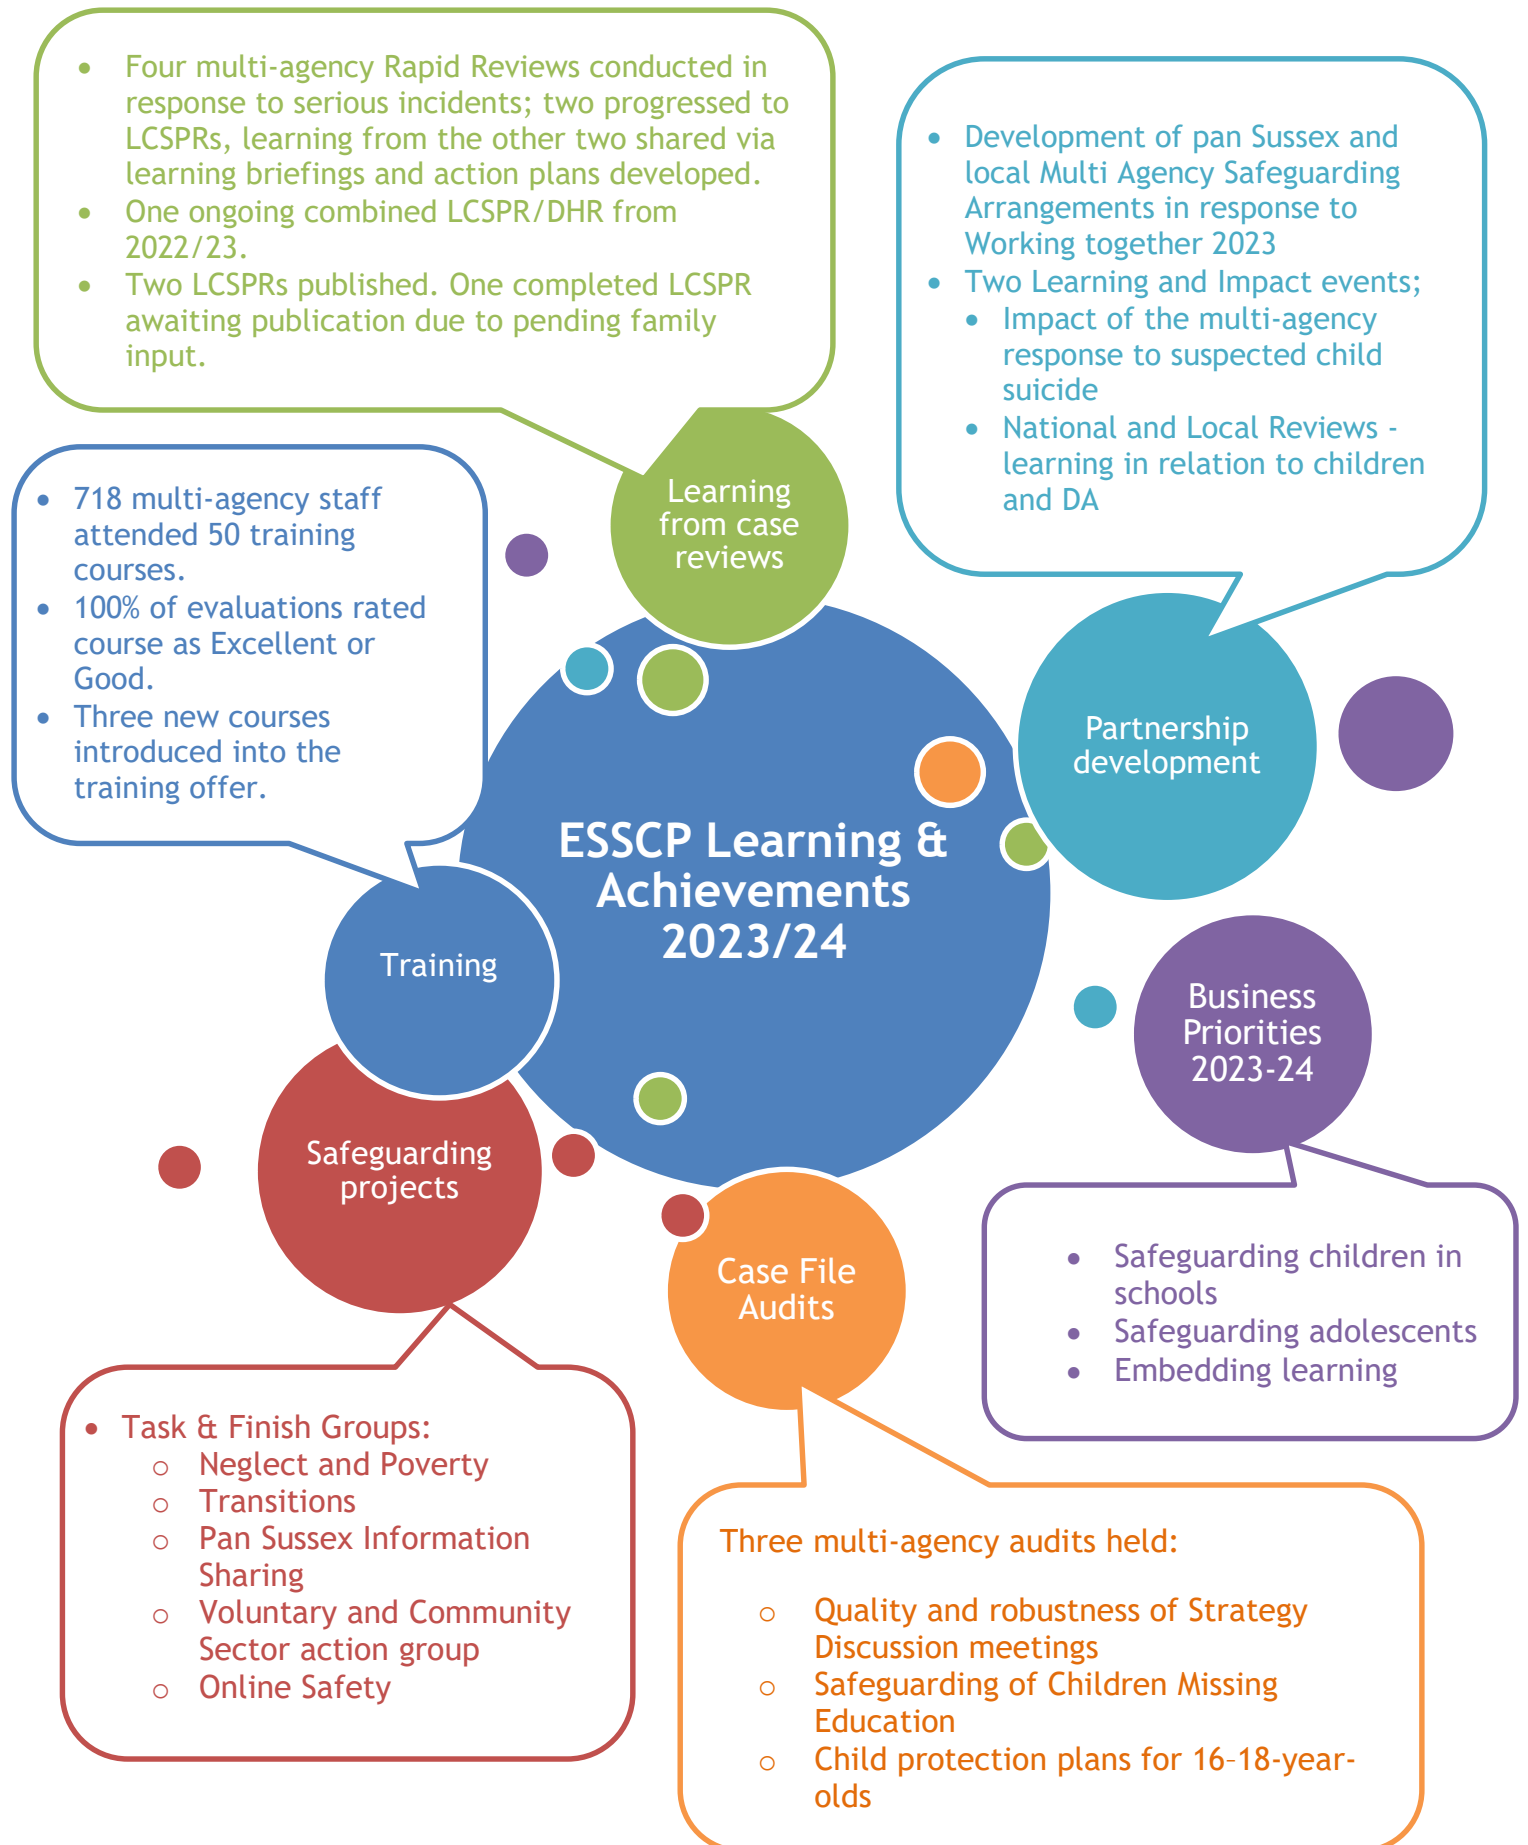 • Four multi-agency Rapid Reviews conducted in
response to serious incidents; two progressed to
LCSPRs, learning from the other two shared via
learning briefings and action plans developed.
• One ongoing combined LCSPR/DHR from
2022/23.
• Two LCSPRs published. One completed LCSPR
awaiting publication due to pending family
input.
• Development of pan Sussex and
local Multi Agency Safeguarding
Arrangements in response to
Working together 2023
• Two Learning and Impact events;
• Impact of the multi-agency
response to suspected child
suicide
• National and Local Reviews -
learning in relation to children
and DA
Learning
from case
reviews
• 718 multi-agency staff
attended 50 training
courses.
• 100% of evaluations rated
course as Excellent or
Good.
• Three new courses
introduced into the
training offer.
Partnership
development
ESSCP Learning &
Achievements
2023/24
Training
Business
Priorities
2023-24
Safeguarding
projects
Case File
Audits
• Safeguarding children in
schools
• Safeguarding adolescents
• Embedding learning
• Task & Finish Groups:
o Neglect and Poverty
o Transitions
o Pan Sussex Information
Sharing
o Voluntary and Community
Sector action group
o Online Safety
Three multi-agency audits held:
o Quality and robustness of Strategy
Discussion meetings
o Safeguarding of Children Missing
Education
o Child protection plans for 16–18-year-
olds